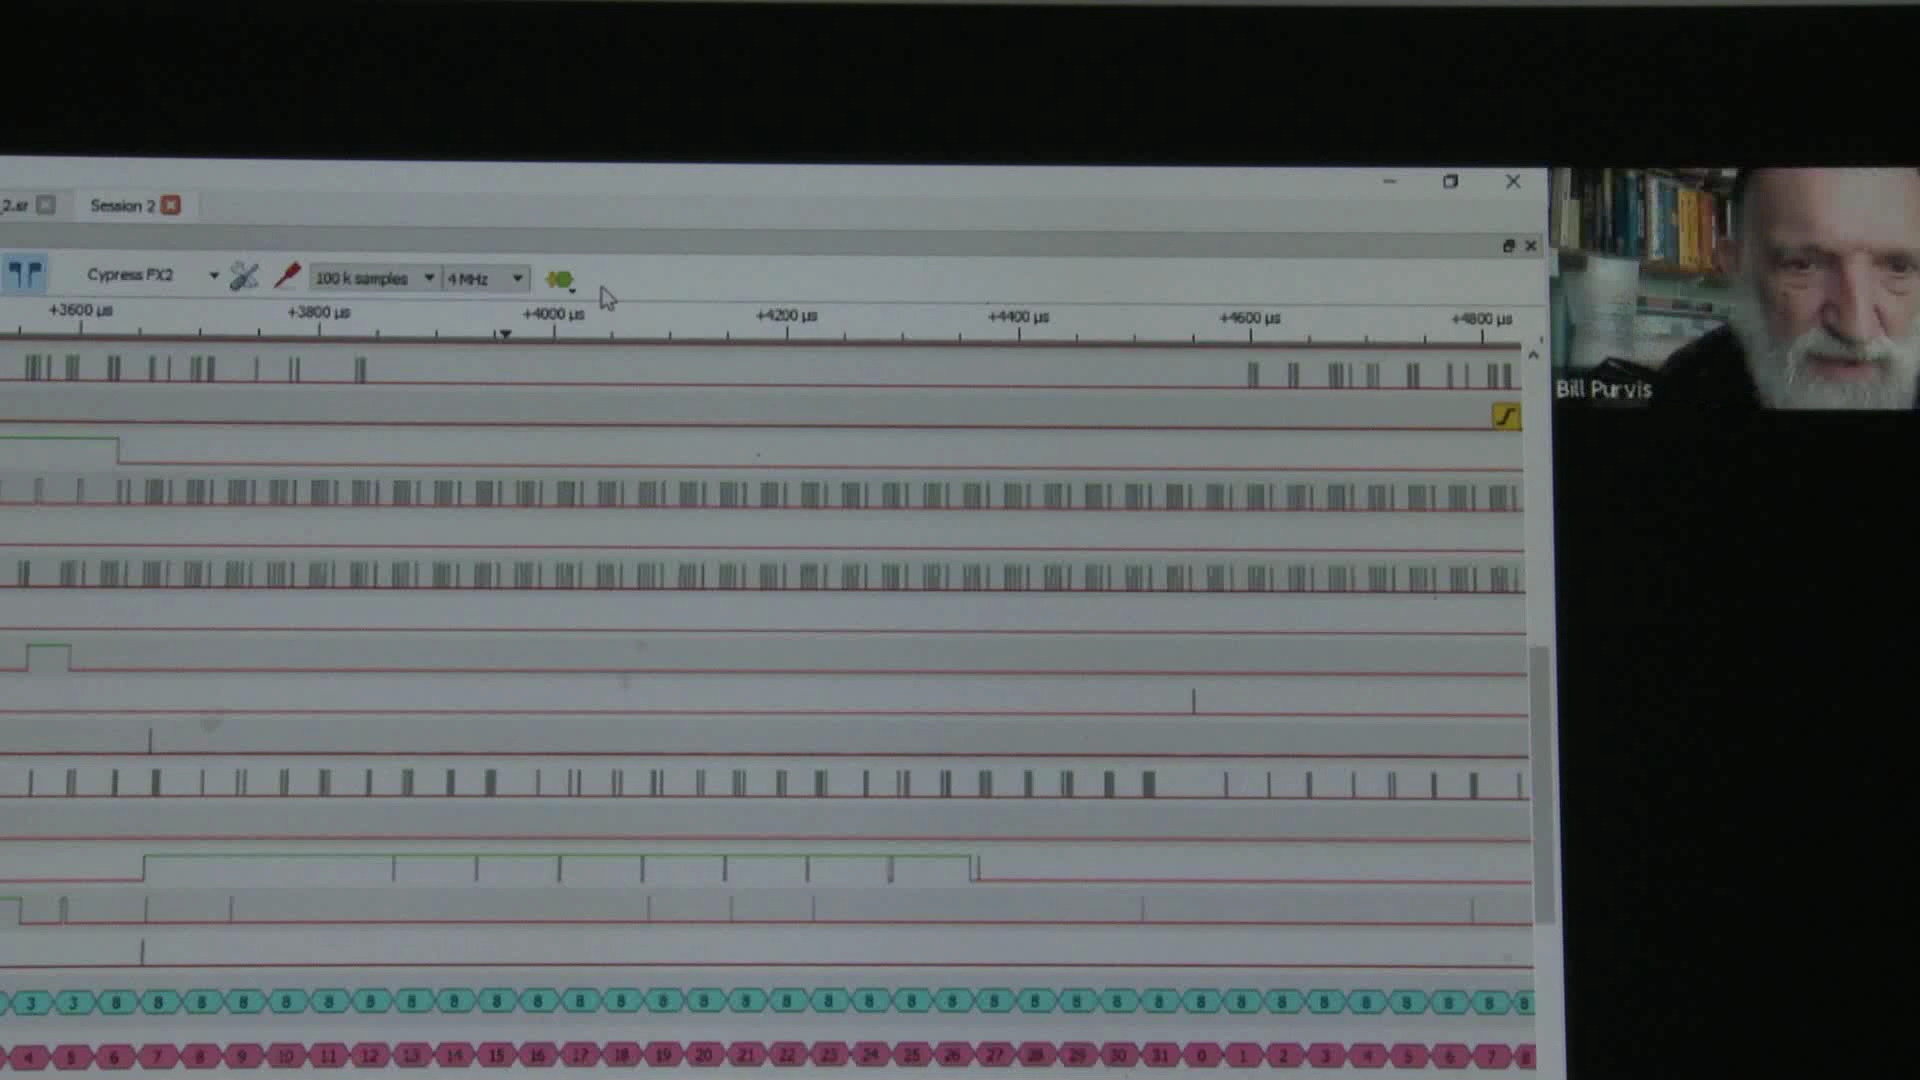 _2.sr Session 2
Cypress FX2 100 k samples 4 MHz
+3600 µs +3800 µs +4000 µs +4200 µs +4400 µs +4600 µs +4800 µs
Bill Purvis
3 3 8 8 8 8 8 8 8 8 8 8 8 8 8 8 8 8 8 8 8 8 8 8 8 8 8 8 8 8 8 8 8 8 8 8 8
4 5 6 7 8 9 10 11 12 13 14 15 16 17 18 19 20 21 22 23 24 25 26 27 28 29 30 31 0 1 2 3 4 5 6 7 8